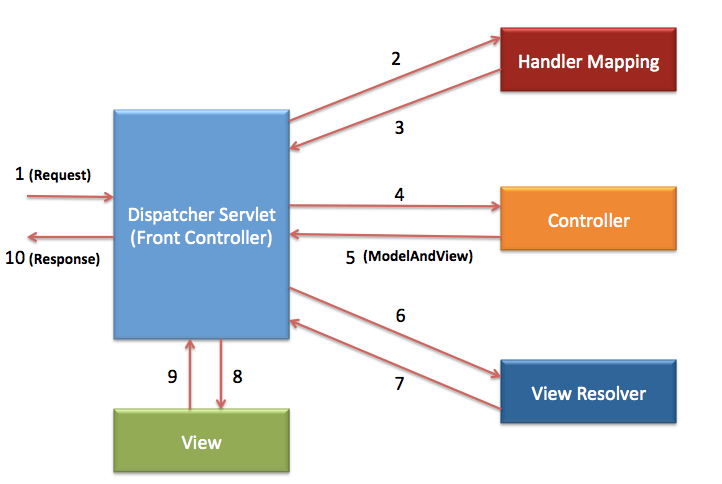 2
Handler Mapping
3
1 (Request)
4
Dispatcher Servlet
(Front Controller)
Controller
10 (Response)
5 (ModelAndView)
6
7
9
8
View Resolver
View